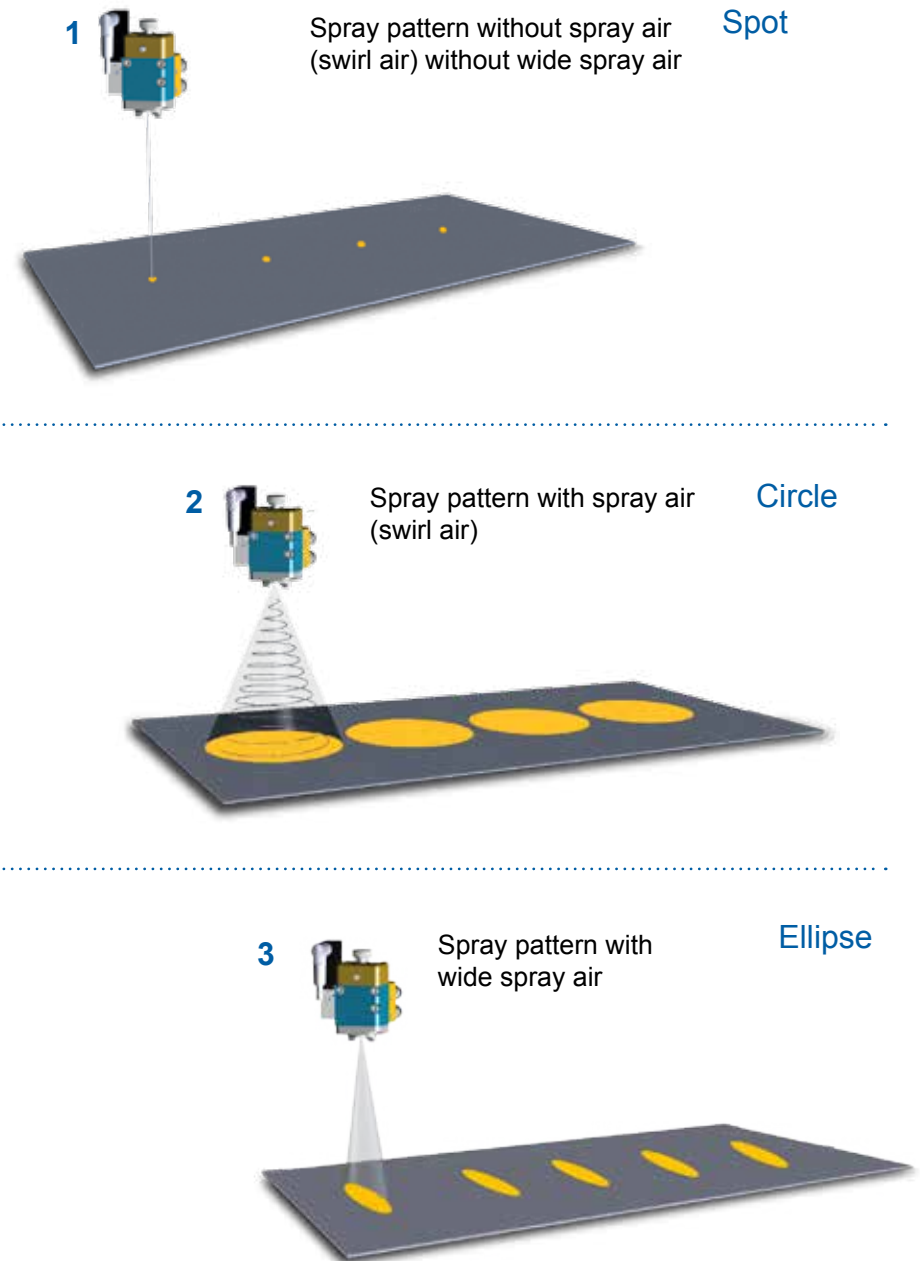 1
Spray pattern without spray air
(swirl air) without wide spray air
Spot
2
Spray pattern with spray air
(swirl air)
Circle
3
Spray pattern with
wide spray air
Ellipse